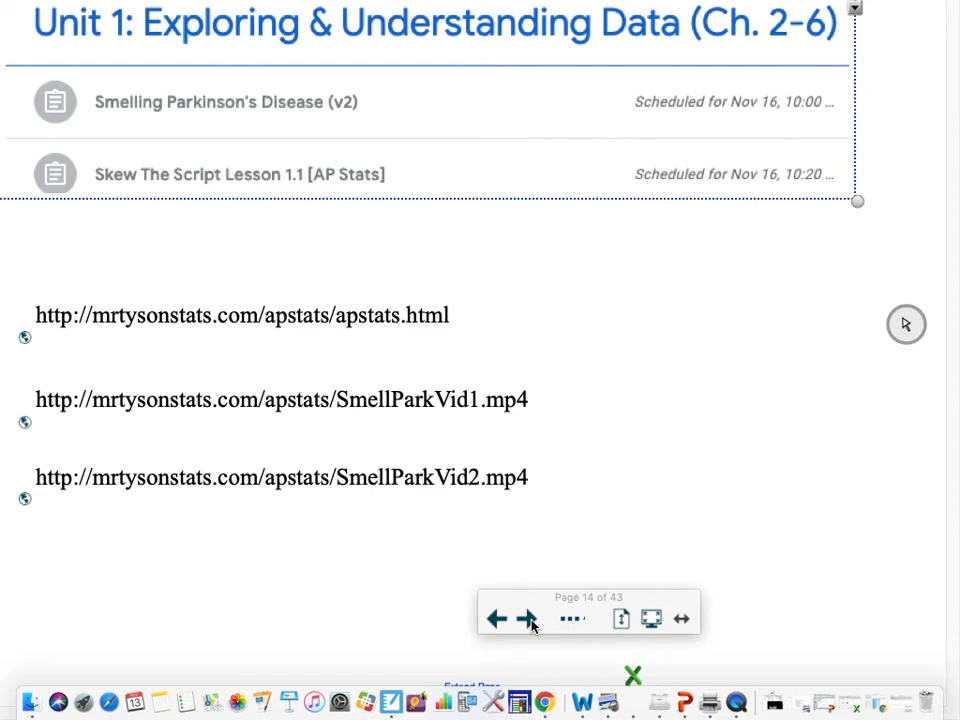 Unit 1: Exploring & Understanding Data (Ch. 2-6)
Smelling Parkinson's Disease (v2)
Scheduled for Nov 16, 10:00 ...
Skew The Script Lesson 1.1 [AP Stats]
Scheduled for Nov 16, 10:20 ...
http://mrtysonstats.com/apstats/apstats.html
http://mrtysonstats.com/apstats/SmellParkVid1.mp4
http://mrtysonstats.com/apstats/SmellParkVid2.mp4
Page 14 of 43
Extend Page